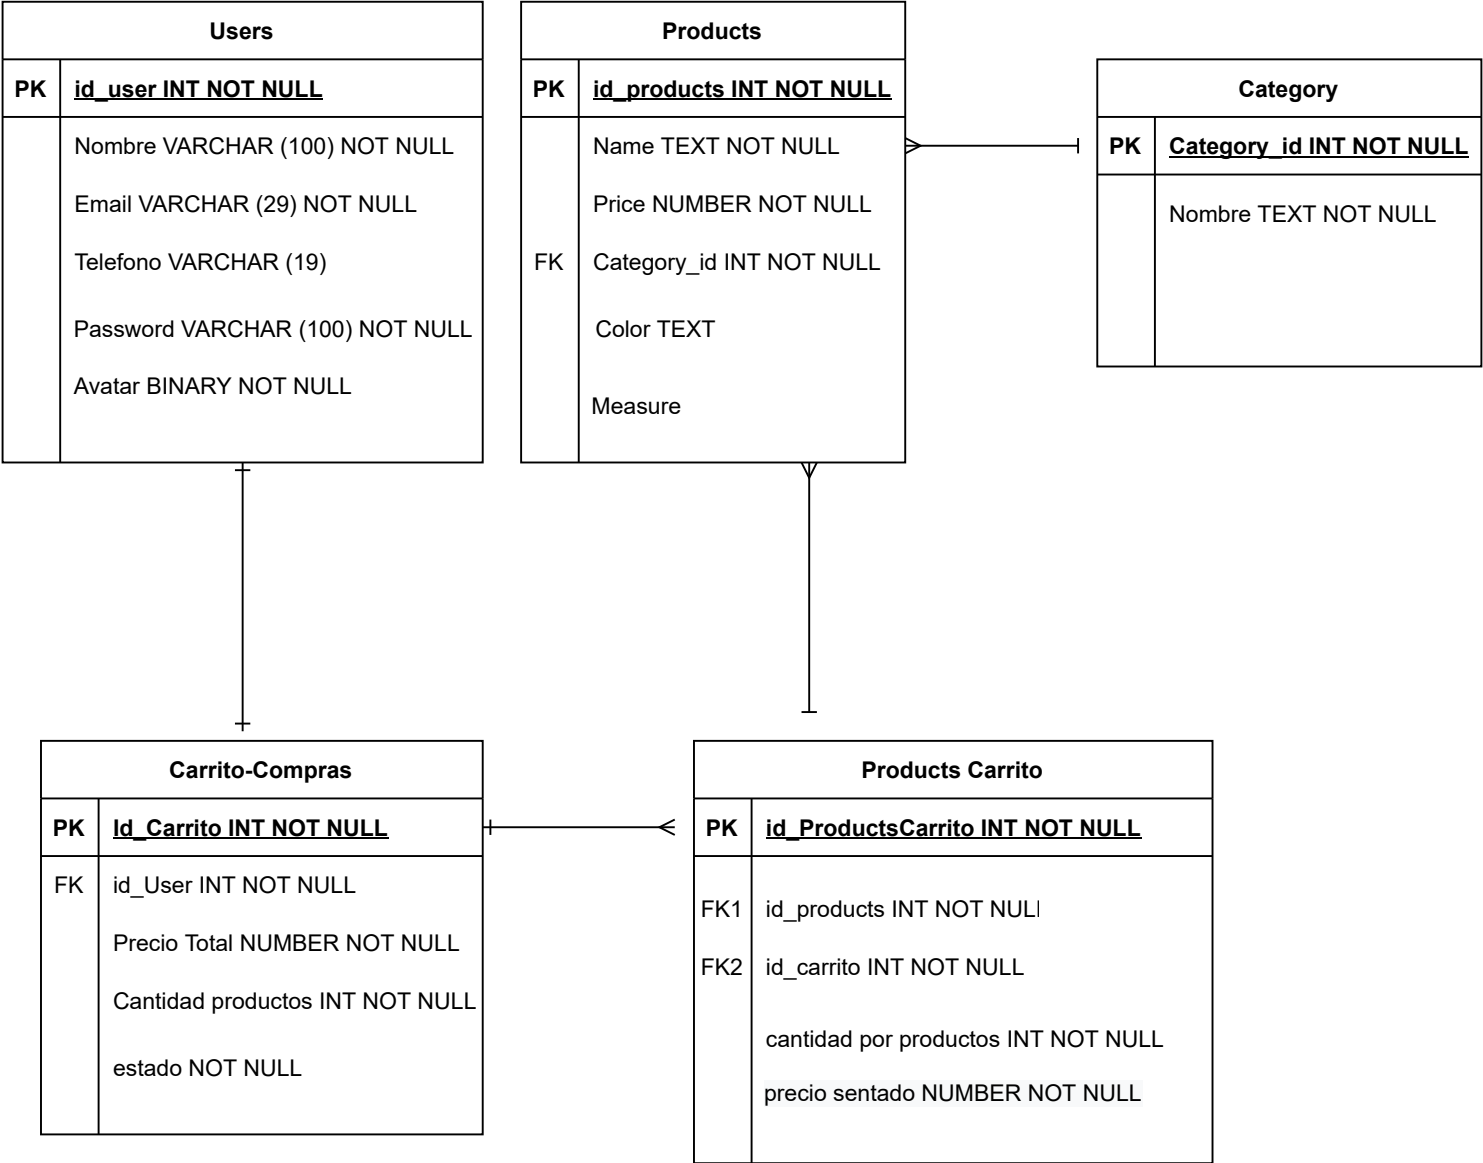 Users
PK id_user INT NOT NULL
Nombre VARCHAR (100) NOT NULL
Email VARCHAR (29) NOT NULL
Telefono VARCHAR (19)
Password VARCHAR (100) NOT NULL
Avatar BINARY NOT NULL
Products
PK id_products INT NOT NULL
Name TEXT NOT NULL
Price NUMBER NOT NULL
FK Category_id INT NOT NULL
Color TEXT
Measure
Category
PK Category_id INT NOT NULL
Nombre TEXT NOT NULL
Carrito-Compras
PK Id_Carrito INT NOT NULL
FK id_User INT NOT NULL
Precio Total NUMBER NOT NULL
Cantidad productos INT NOT NULL
estado NOT NULL
Products Carrito
PK id_ProductsCarrito INT NOT NULL
FK1 id_products INT NOT NULL
FK2 id_carrito INT NOT NULL
cantidad por productos INT NOT NULL
precio sentado NUMBER NOT NULL